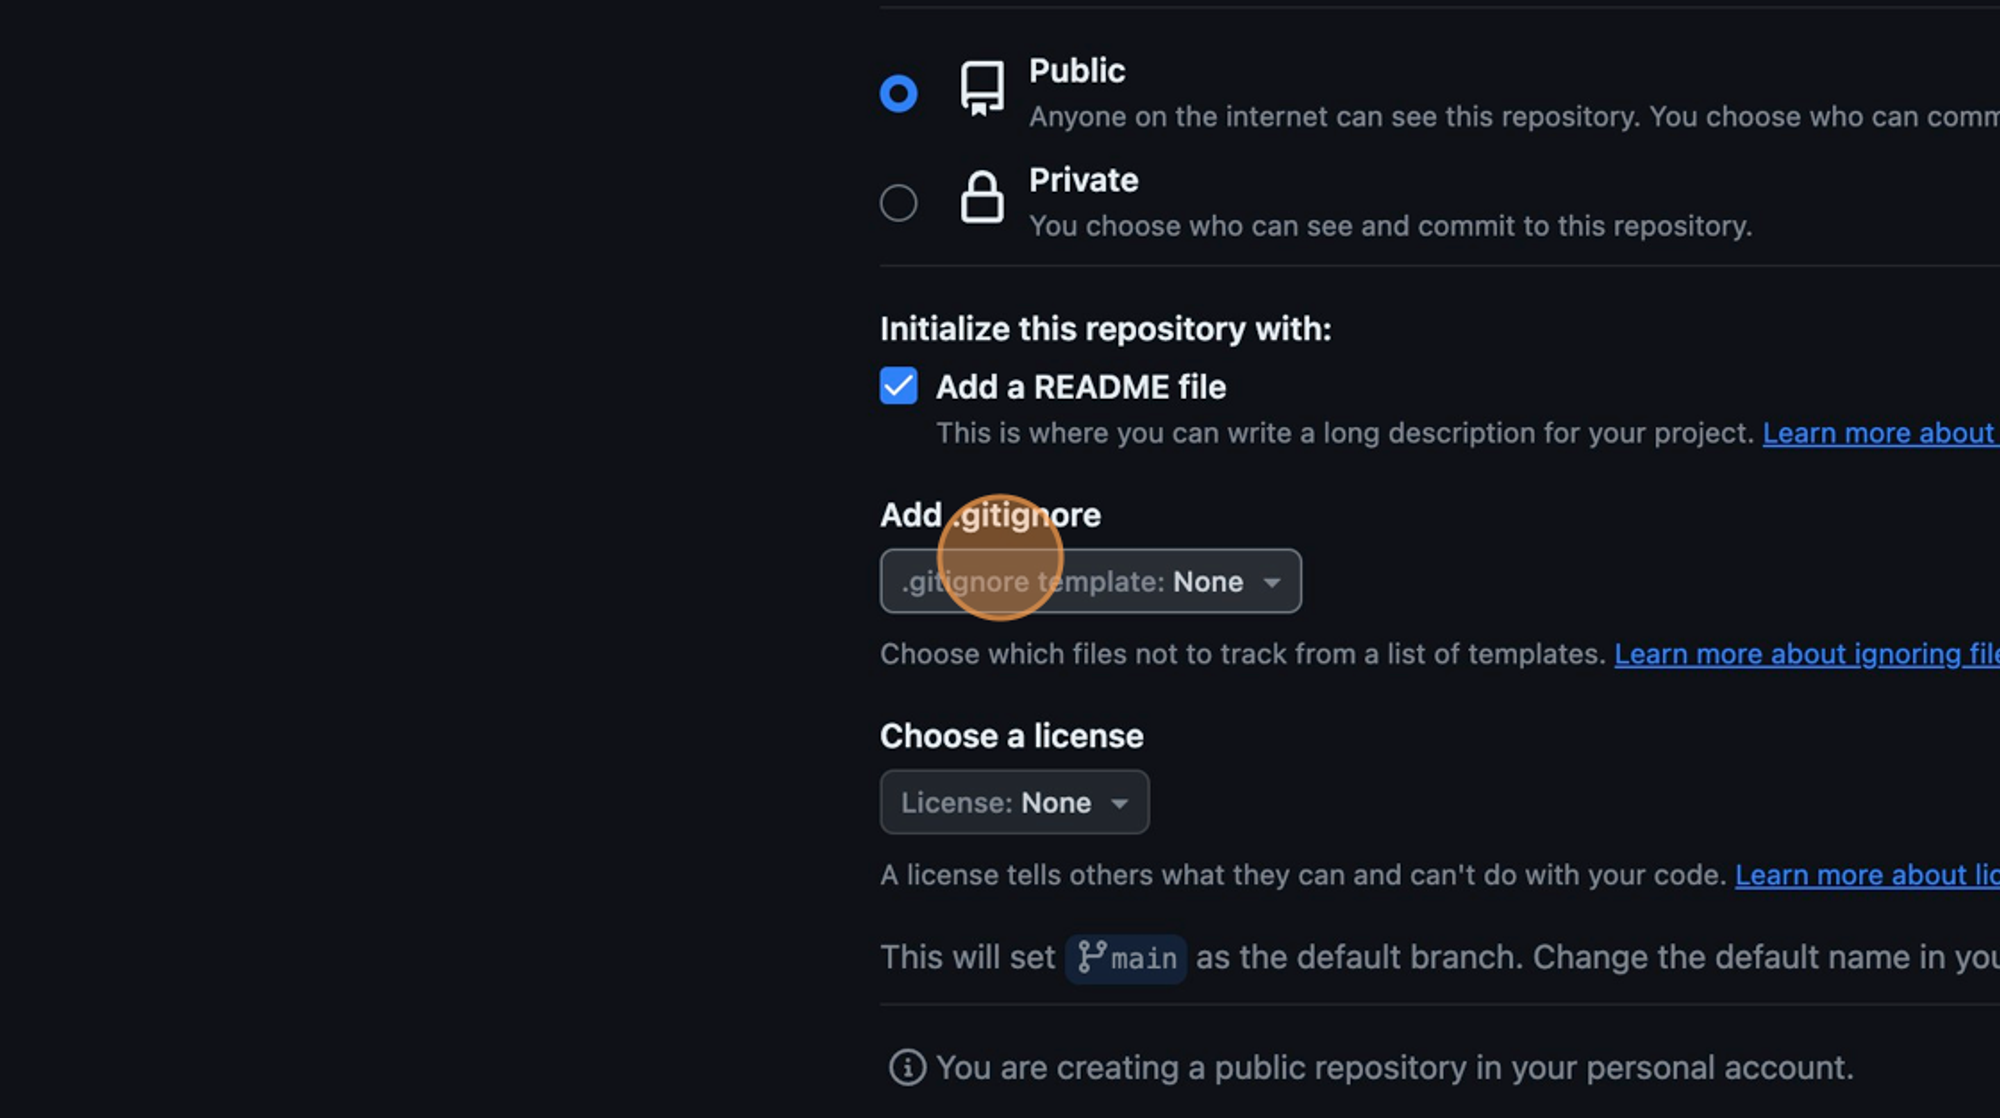 Public
Anyone on the internet can see this repository. You choose who can
Private
You choose who can see and commit to this repository.
Initialize this repository with:
Add a README file
This is where you can write a long description for your project. Learn more about
Add .gitignore
.gitignore template: None
Choose which files not to track from a list of templates. Learn more about ignoring
Choose a license
License: None
A license tells others what they can and can't do with your code. Learn more about
This will set main as the default branch. Change the default name in
You are creating a public repository in your personal account.